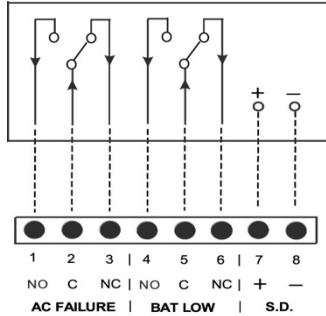 + −
1 2 3 4 5 6 7 8
NO C NC | NO C NC | + −
AC FAILURE | BAT LOW | S.D.